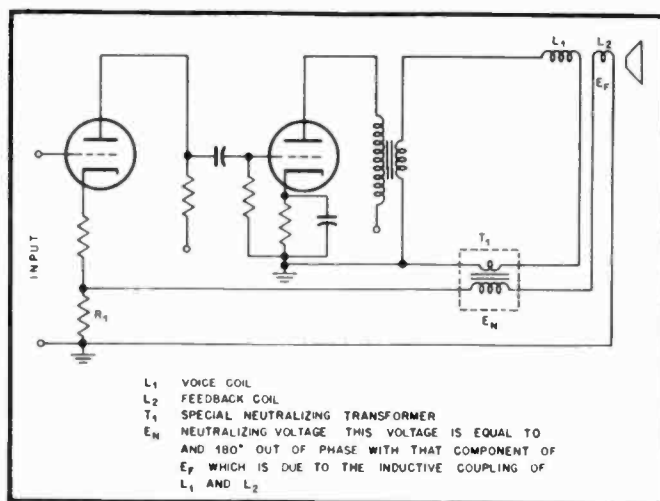 L1
L2
EF
T1
EN
INPUT
R1
L1 VOICE COIL
L2 FEEDBACK COIL
T1 SPECIAL NEUTRALIZING TRANSFORMER
EN NEUTRALIZING VOLTAGE THIS VOLTAGE IS EQUAL TO
AND 180° OUT OF PHASE WITH THAT COMPONENT OF
EF WHICH IS DUE TO THE INDUCTIVE COUPLING OF
L1 AND L2